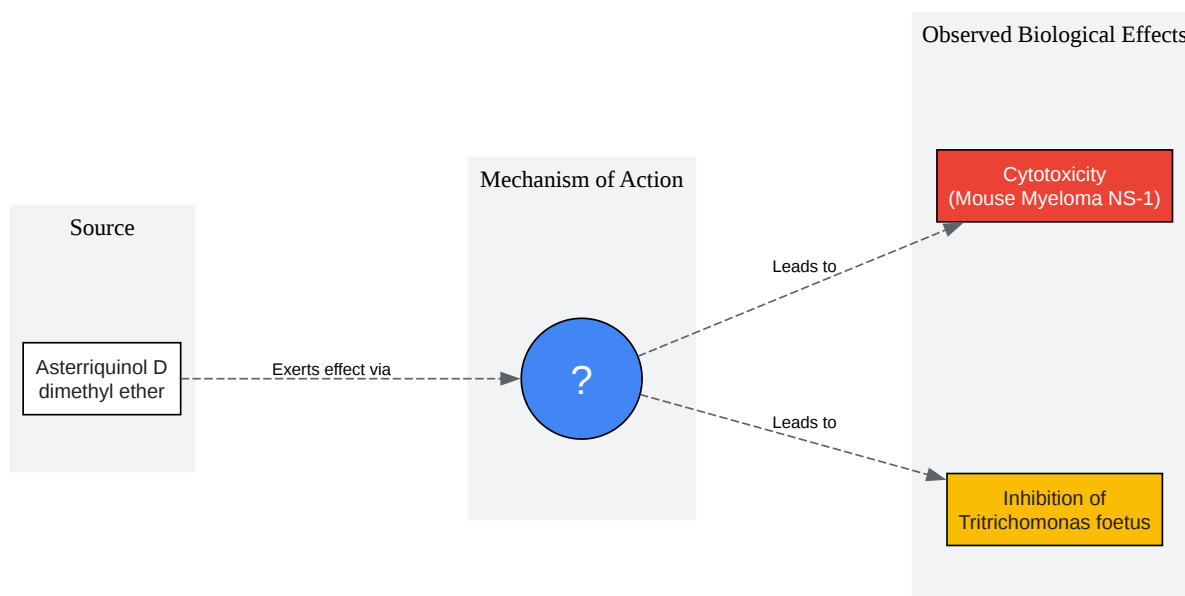 Source
Asterriquinol D
dimethyl ether
Exerts effect via
Mechanism of Action
?
Leads to
Leads to
Observed Biological Effects
Cytotoxicity
(Mouse Myeloma NS-1)
Inhibition of
Tritrichomonas foetus